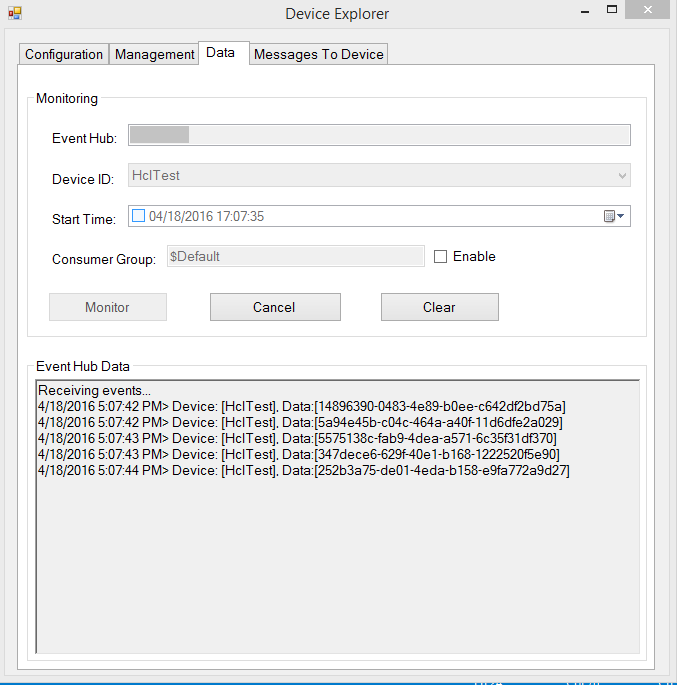 Device Explorer
Configuration Management Data Messages To Device
Monitoring
Event Hub:
Device ID: HclTest
Start Time: 04/18/2016 17:07:35
Consumer Group: $Default Enable
Monitor Cancel Clear
Event Hub Data
Receiving events...
4/18/2016 5:07:42 PM> Device: [HclTest], Data:[14896390-0483-4e89-b0ee-c642df2bd75a]
4/18/2016 5:07:42 PM> Device: [HclTest], Data:[5a94e45b-c04c-464a-a40f-11d6dfe2a029]
4/18/2016 5:07:43 PM> Device: [HclTest], Data:[5575138c-fab9-4dea-a571-6c35f31df370]
4/18/2016 5:07:43 PM> Device: [HclTest], Data:[347dece6-629f-40e1-b168-1222520f5e90]
4/18/2016 5:07:44 PM> Device: [HclTest], Data:[252b3a75-de01-4eda-b158-e9fa772a9d27]